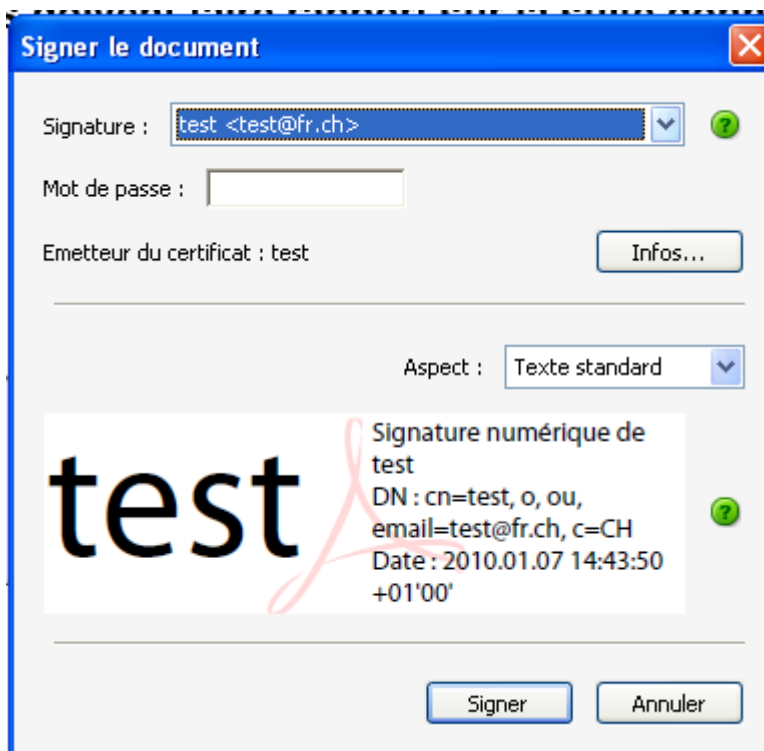 Signer le document
Signature : test <test@fr.ch>
Mot de passe :
Emetteur du certificat : test Infos...
Aspect : Texte standard
test
Signature numérique de
test
DN : cn=test, o, ou,
email=test@fr.ch, c=CH
Date : 2010.01.07 14:43:50
+01'00'
Signer Annuler